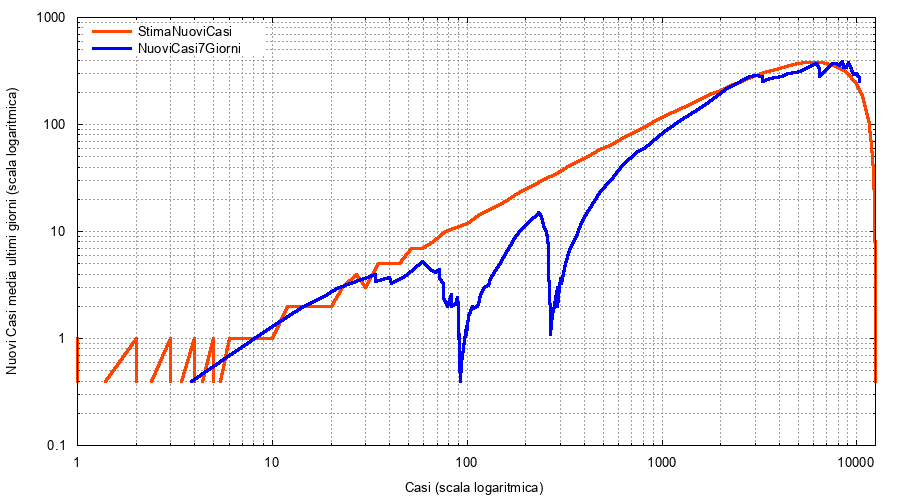 1000
StimaNuoviCasi
NuoviCasi7Giorni
100
10
1
0.1
Nuovi Casi media ultimi giorni (scala logaritmica)
1 10 100 1000 10000
Casi (scala logaritmica)